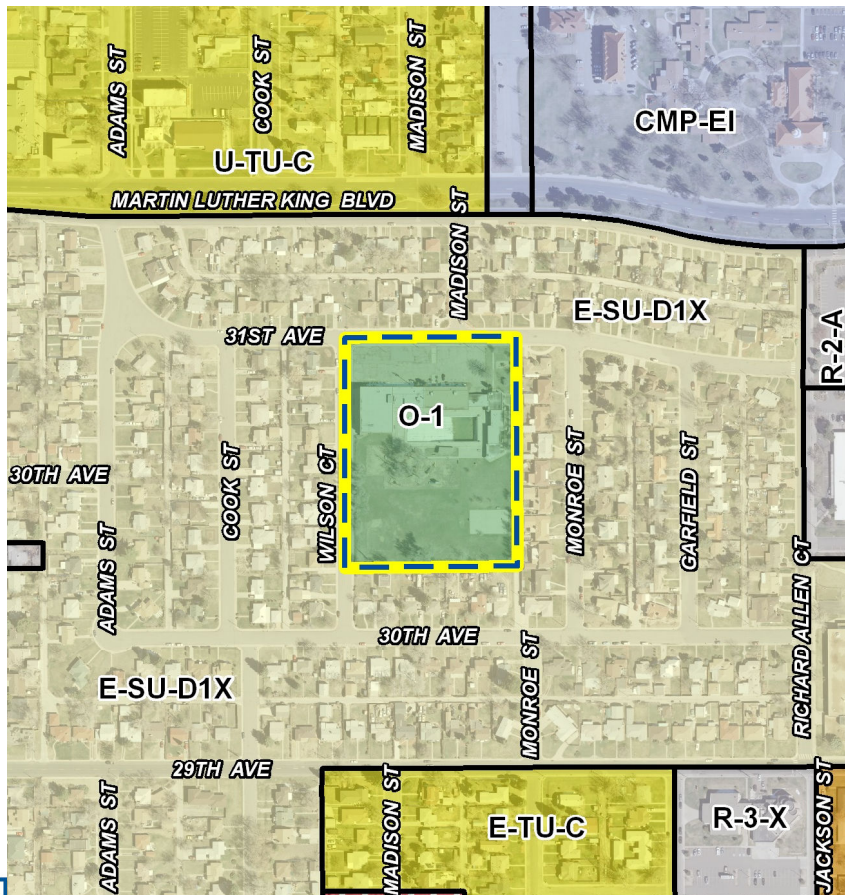 ADAMS ST
COOK ST
MADISON ST
CMP-EI
U-TU-C
MARTIN LUTHER KING BLVD
MADISON ST
E-SU-D1X
31ST AVE
R-2-A
O-1
30TH AVE
COOK ST
WILSON CT
MONROE ST
GARFIELD ST
ADAMS ST
RICHARD ALLEN CT
30TH AVE
E-SU-D1X
MONROE ST
29TH AVE
ADAMS ST
MADISON ST
E-TU-C
R-3-X
JACKSON ST